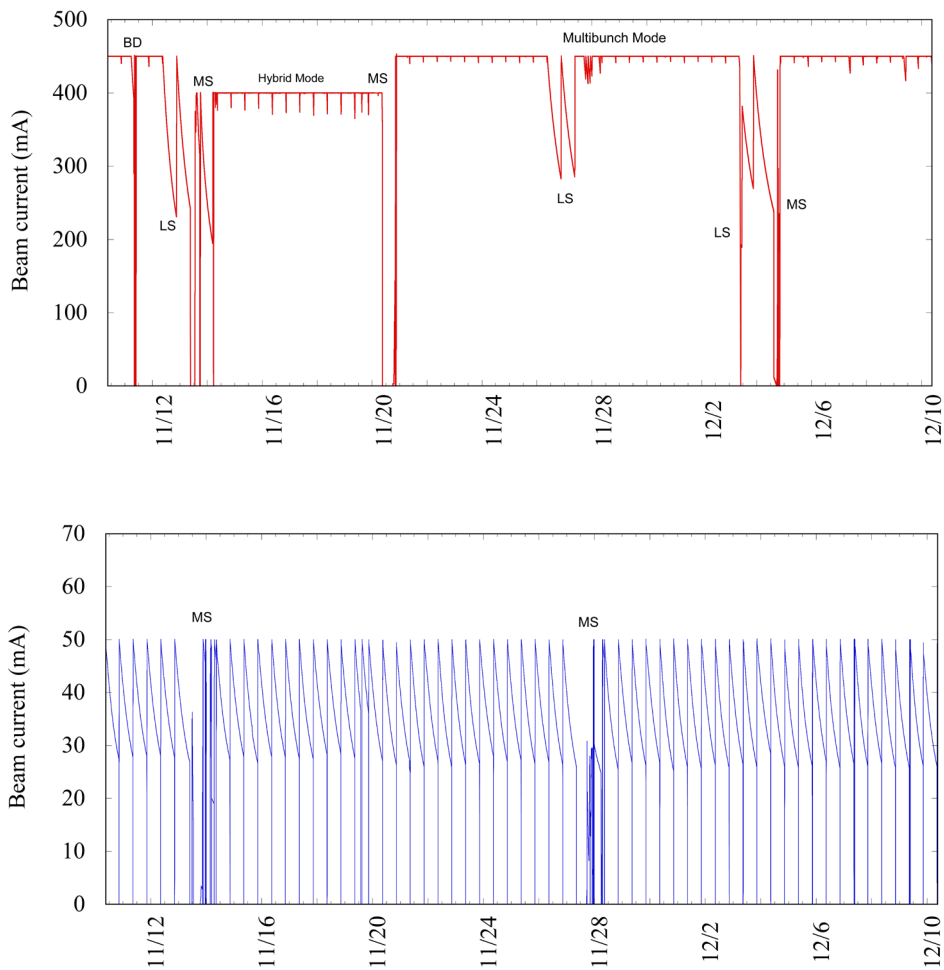 500
400
300
200
100
0
Beam current (mA)
BD
LS
MS
Hybrid Mode
MS
Multibunch Mode
LS
LS
MS
11/12
11/16
11/20
11/24
11/28
12/2
12/6
12/10
70
60
50
40
30
20
10
0
Beam current (mA)
MS
MS
11/12
11/16
11/20
11/24
11/28
12/2
12/6
12/10